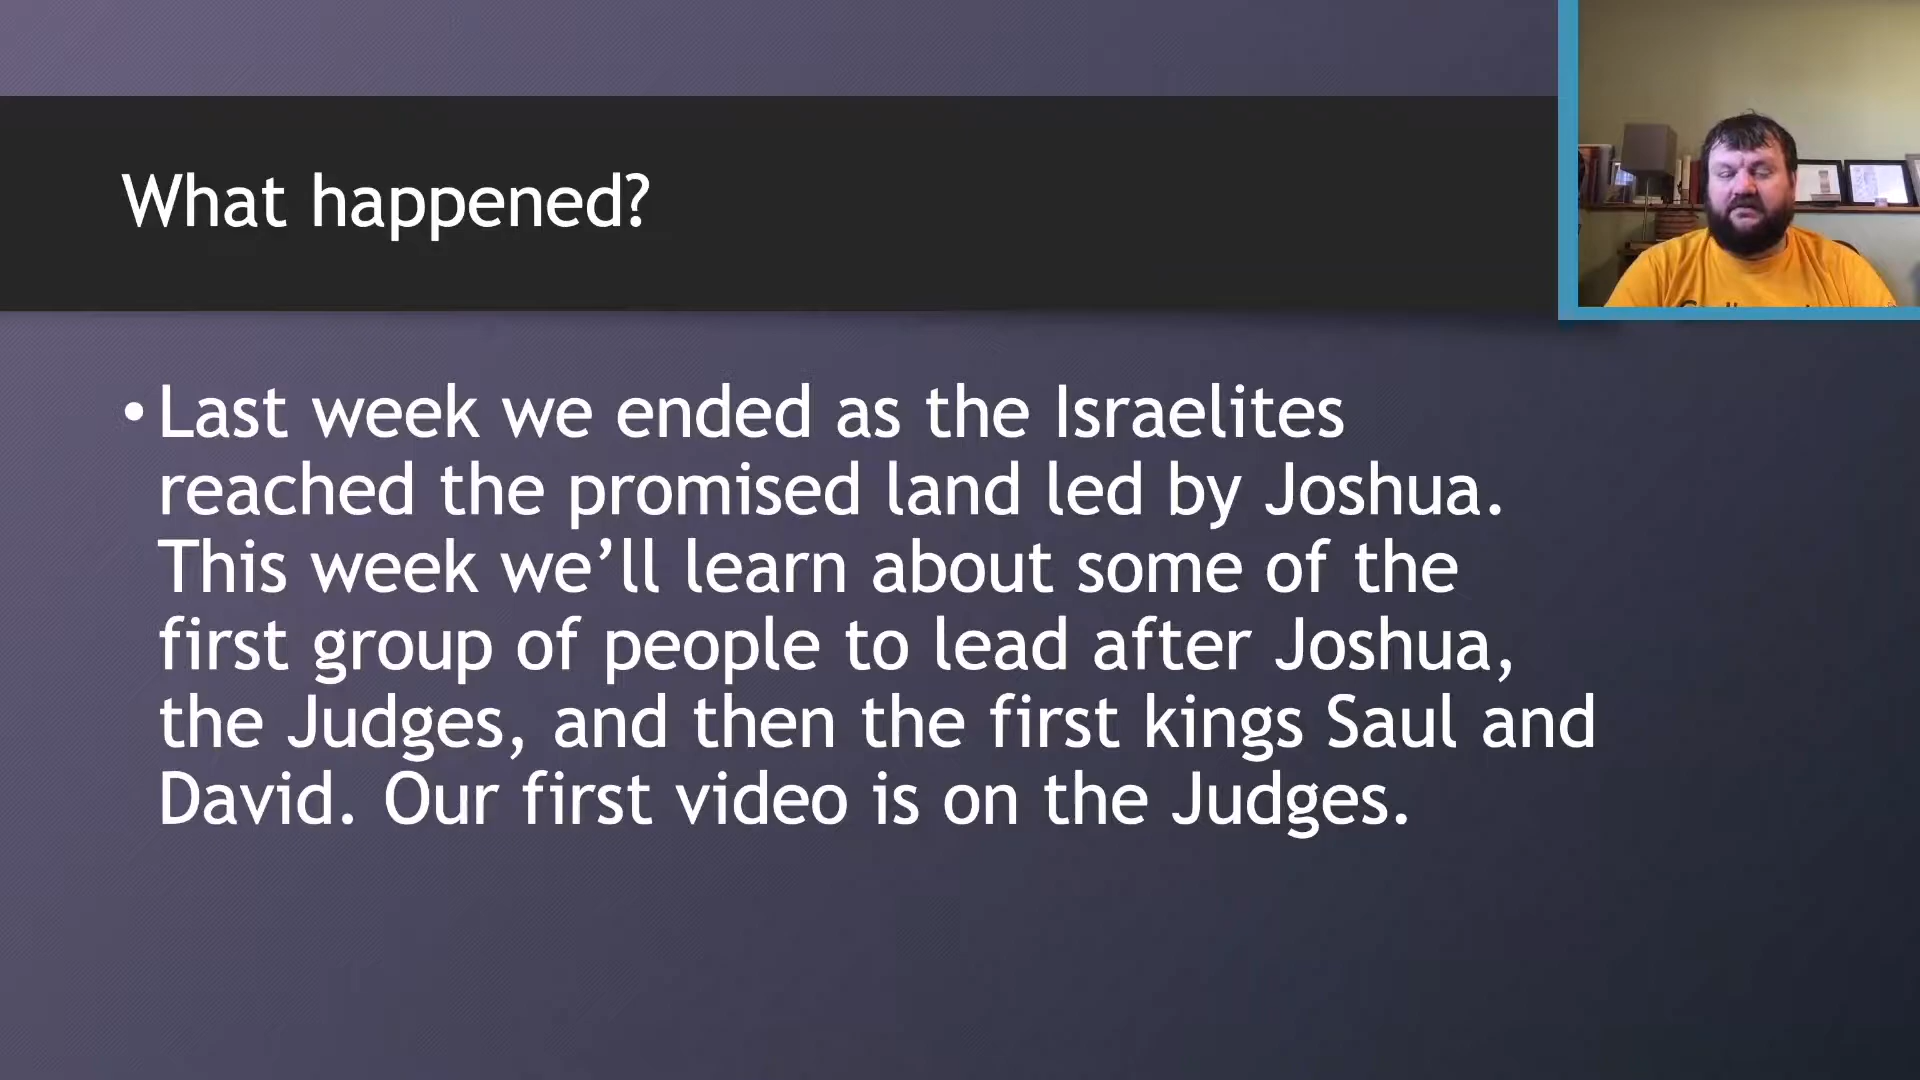 What happened?
• Last week we ended as the Israelites
reached the promised land led by Joshua.
This week we’ll learn about some of the
first group of people to lead after Joshua,
the Judges, and then the first kings Saul and
David. Our first video is on the Judges.